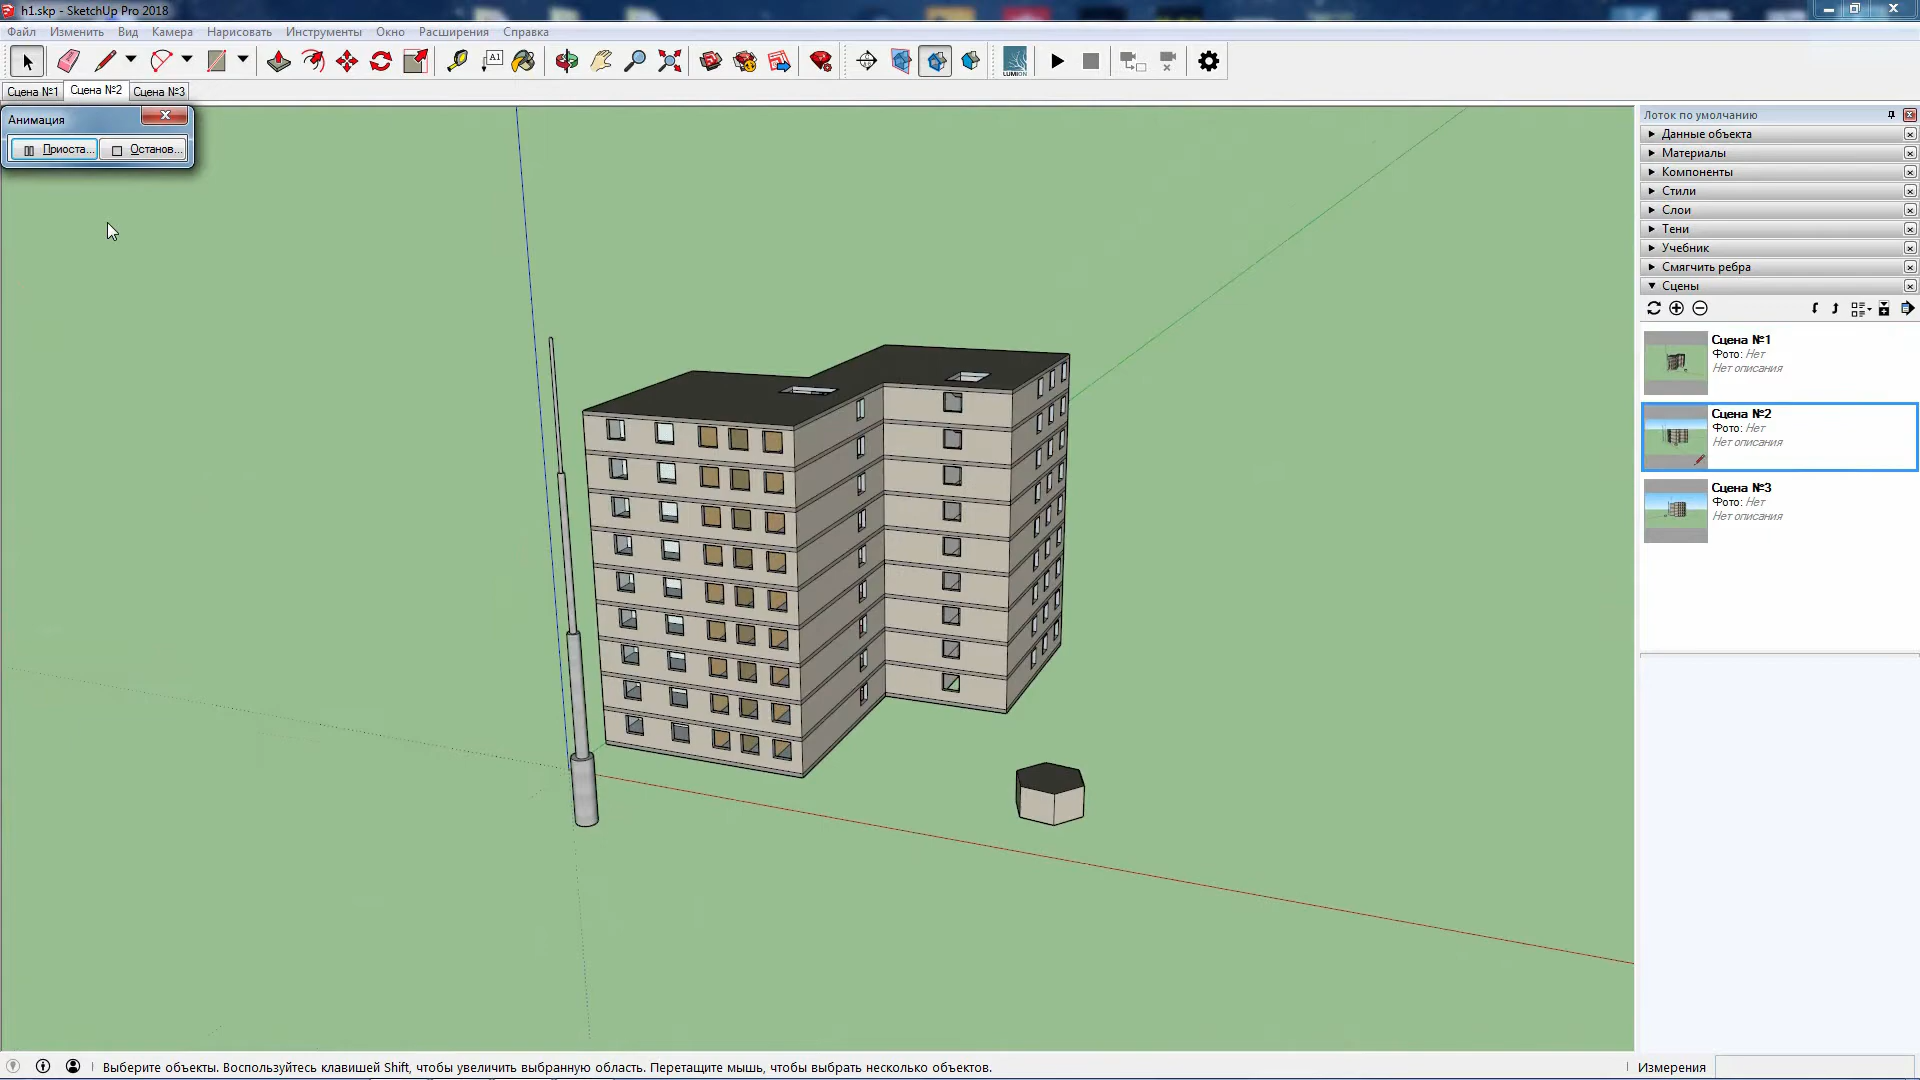 h1.skp - SketchUp Pro 2018
Файл Изменить Вид Камера Нарисовать Инструменты Окно Расширения Справка
A1
LUMION
Сцена №1 Сцена №2 Сцена №3
Анимация
Приоста... Останов...
Лоток по умолчанию
Данные объекта
Материалы
Компоненты
Стили
Слои
Тени
Учебник
Смягчить ребра
Сцены
Сцена №1
Фото: Нет
Нет описания
Сцена №2
Фото: Нет
Нет описания
Сцена №3
Фото: Нет
Нет описания
Выберите объекты. Воспользуйтесь клавишей Shift, чтобы увеличить выбранную область. Перетащите мышь, чтобы выбрать несколько объектов.
Измерения